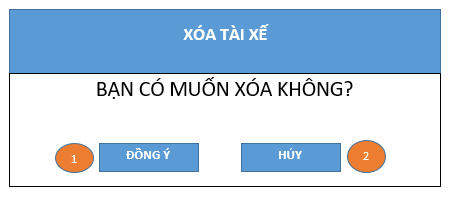 XÓA TÀI XẾ
BẠN CÓ MUỐN XÓA KHÔNG?
1 ĐỒNG Ý HỦY 2